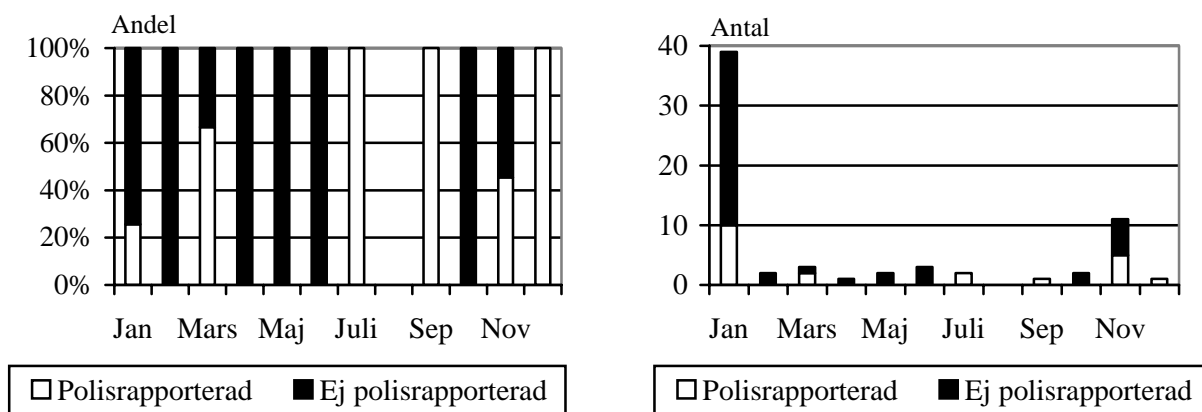 Andel
100%
80%
60%
40%
20%
0%
Jan Mars Maj Juli Sep Nov
Polisrapporterad Ej polisrapporterad
Antal
40
30
20
10
0
Jan Mars Maj Juli Sep Nov
Polisrapporterad Ej polisrapporterad